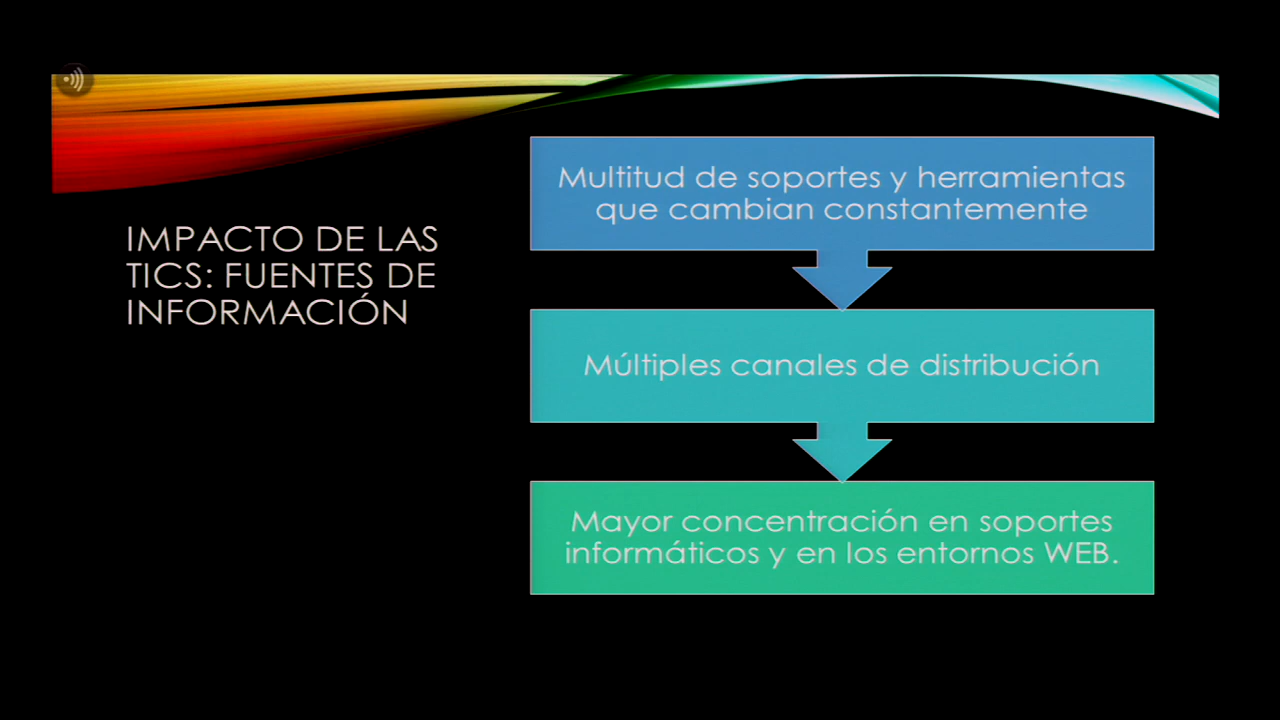 IMPACTO DE LAS
TICS: FUENTES DE
INFORMACIÓN
Multitud de soportes y herramientas
que cambian constantemente
Múltiples canales de distribución
Mayor concentración en soportes
informáticos y en los entornos WEB.